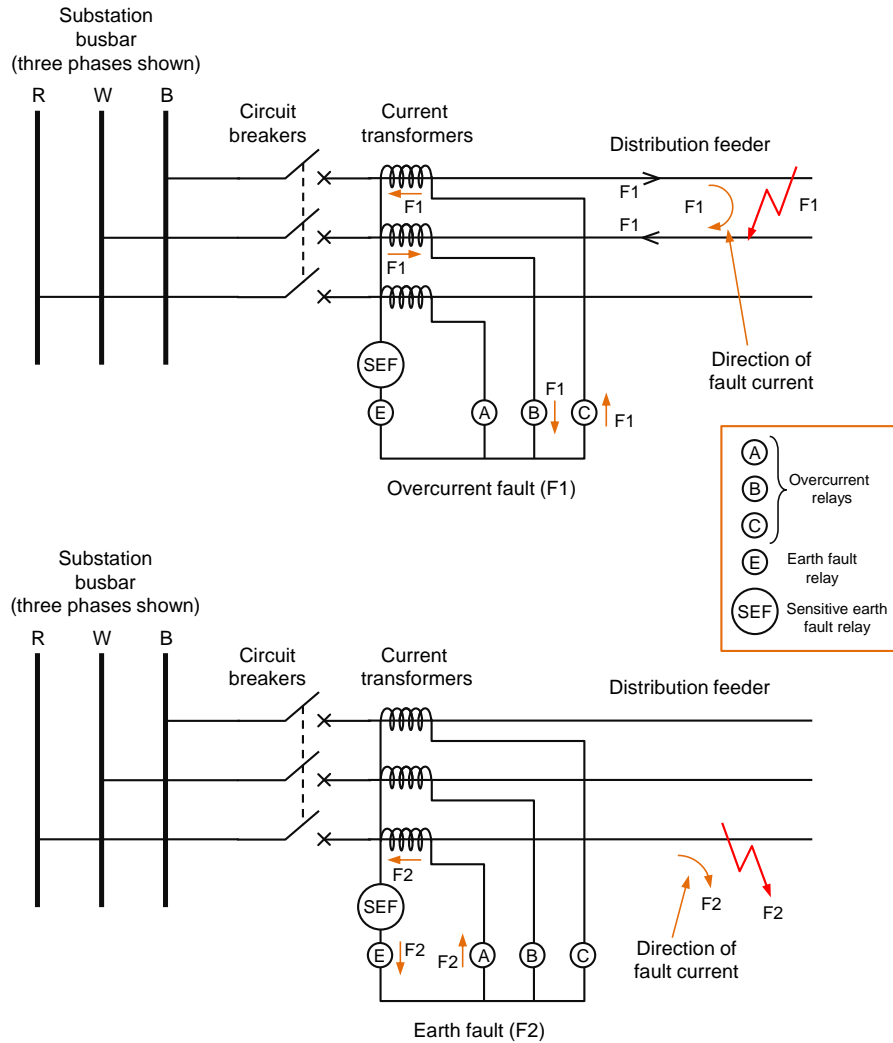 Substation
busbar
(three phases shown)
R W B
Circuit
breakers
Current
transformers
Distribution feeder
F1
F1
F1
F1
F1
F1
SEF
Direction of
fault current
E
A
B
C
F1
F1
Overcurrent fault (F1)
A
B
C
Overcurrent
relays
E
Earth fault
relay
SEF
Sensitive earth
fault relay
Substation
busbar
(three phases shown)
R W B
Circuit
breakers
Current
transformers
Distribution feeder
F2
SEF
F2
F2
Direction of
fault current
E
F2
F2
A
B
C
Earth fault (F2)